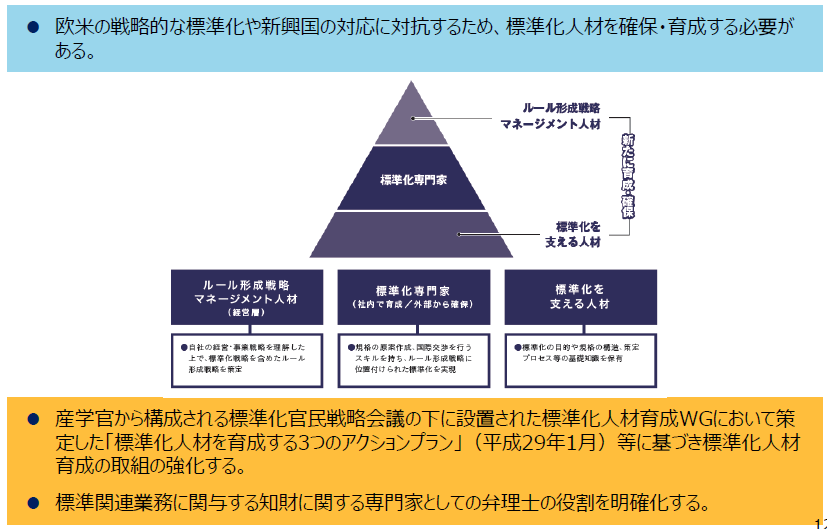 ● 欧米の戦略的な標準化や新興国の対応に対抗するため、標準化人材を確保・育成する必要が
ある。
ルール形成戦略
マネージメント人材
標準化専門家
新たに育成・確保
標準化を
支える人材
ルール形成戦略
マネージメント人材
(経営層)
●自社の経営・事業戦略を理解した
上で、標準化戦略を含めたルール
形成戦略を策定
標準化専門家
(社内で育成/外部から確保)
●規格の原案作成、国際交渉を行う
スキルを持ち、ルール形成戦略に
位置付けられた標準化を実現
標準化を
支える人材
●標準化の目的や規格の構造、策定
プロセス等の基礎知識を保有
● 産学官から構成される標準化官民戦略会議の下に設置された標準化人材育成WGにおいて策
定した「標準化人材を育成する3つのアクションプラン」(平成29年1月)等に基づき標準化人材
育成の取組の強化する。
● 標準関連業務に関与する知財に関する専門家としての弁理士の役割を明確化する。